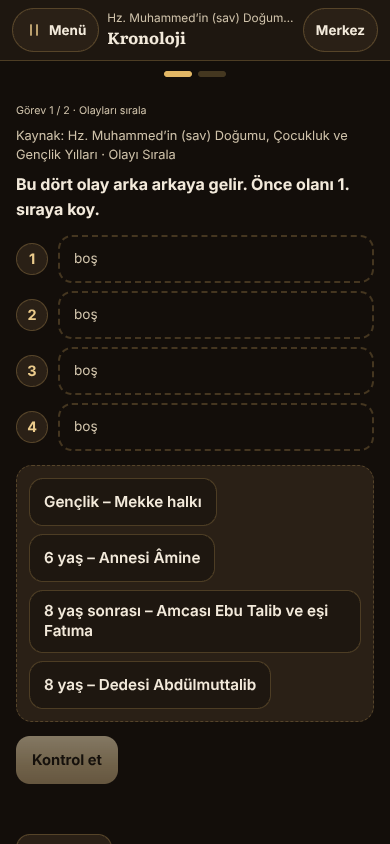 Menü
Hz. Muhammed'in (sav) Doğum...
Kronoloji
Merkez
Görev 1 / 2 · Olayları sırala
Kaynak: Hz. Muhammed'in (sav) Doğumu, Çocukluk ve
Gençlik Yılları · Olayı Sırala
Bu dört olay arka arkaya gelir. Önce olanı 1.
sıraya koy.
1 boş
2 boş
3 boş
4 boş
Gençlik – Mekke halkı
6 yaş – Annesi Âmine
8 yaş sonrası – Amcası Ebu Talib ve eşi
Fatıma
8 yaş – Dedesi Abdülmuttalib
Kontrol et